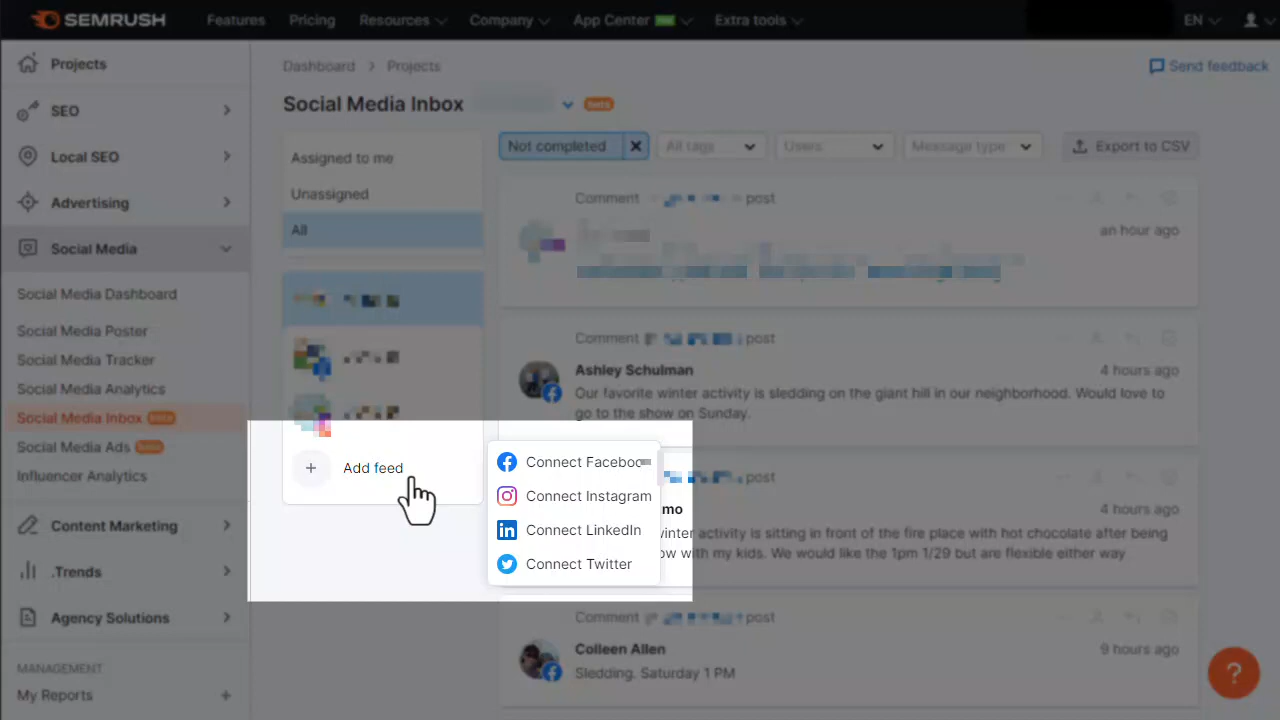 SEMRUSH
Features
Pricing
Resources
Company
App Center
Extra tools
EN
Projects
SEO
Local SEO
Advertising
Social Media
Social Media Dashboard
Social Media Poster
Social Media Tracker
Social Media Analytics
Social Media Inbox beta
Social Media Ads beta
Influencer Analytics
Content Marketing
.Trends
Agency Solutions
MANAGEMENT
My Reports +
Dashboard > Projects
Send feedback
Social Media Inbox
beta
Assigned to me
Unassigned
All
+ Add feed
Connect Facebook
Connect Instagram
Connect LinkedIn
Connect Twitter
Not completed
All tags
Users
Message type
Export to CSV
Comment post
an hour ago
Comment post
Ashley Schulman
4 hours ago
Our favorite winter activity is sledding on the giant hill in our neighborhood. Would love to
go to the show on Sunday.
post
mo
4 hours ago
winter activity is sitting in front of the fire place with hot chocolate after being
ow with my kids. We would like the 1pm 1/29 but are flexible either way
Comment post
Colleen Allen
9 hours ago
Sledding. Saturday 1 PM
?